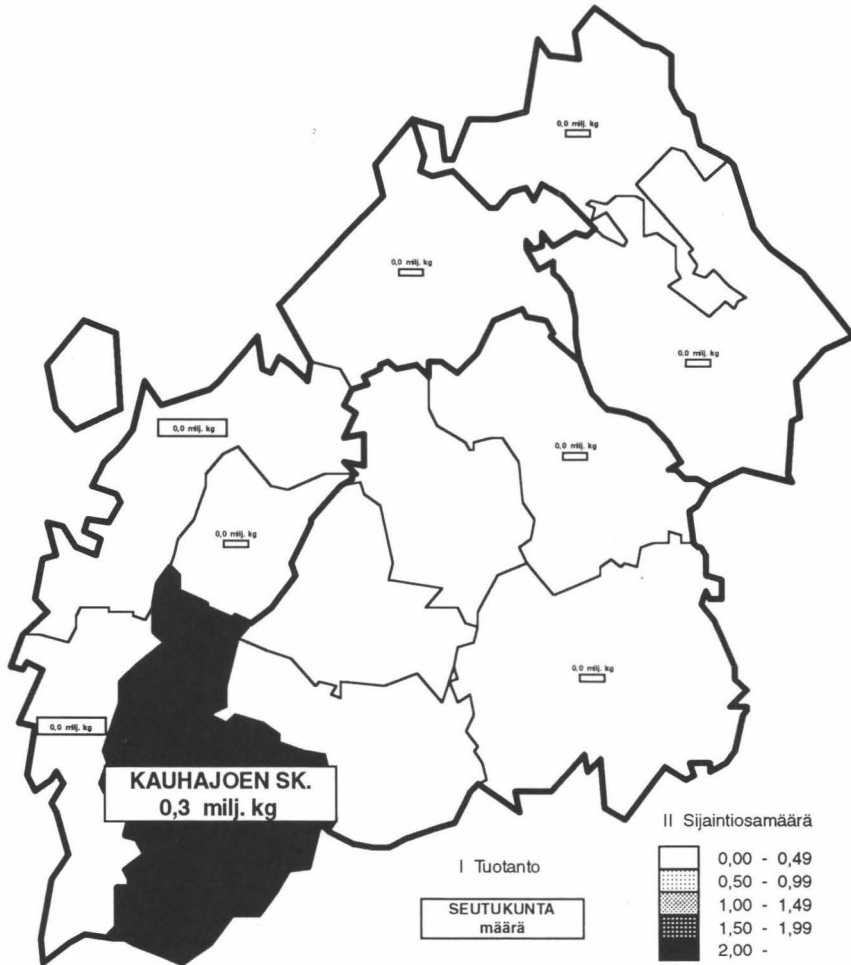 0,0 milj. kg
0,0 milj. kg
0,0 milj. kg
0,0 milj. kg
0,0 milj. kg
0,0 milj. kg
0,0 milj. kg
0,0 milj. kg
KAUHAJOEN SK.
0,3 milj. kg
I Tuotanto
SEUTUKUNTA
määrä
II Sijaintiosamäärä
0,00 - 0,49
0,50 - 0,99
1,00 - 1,49
1,50 - 1,99
2,00 -